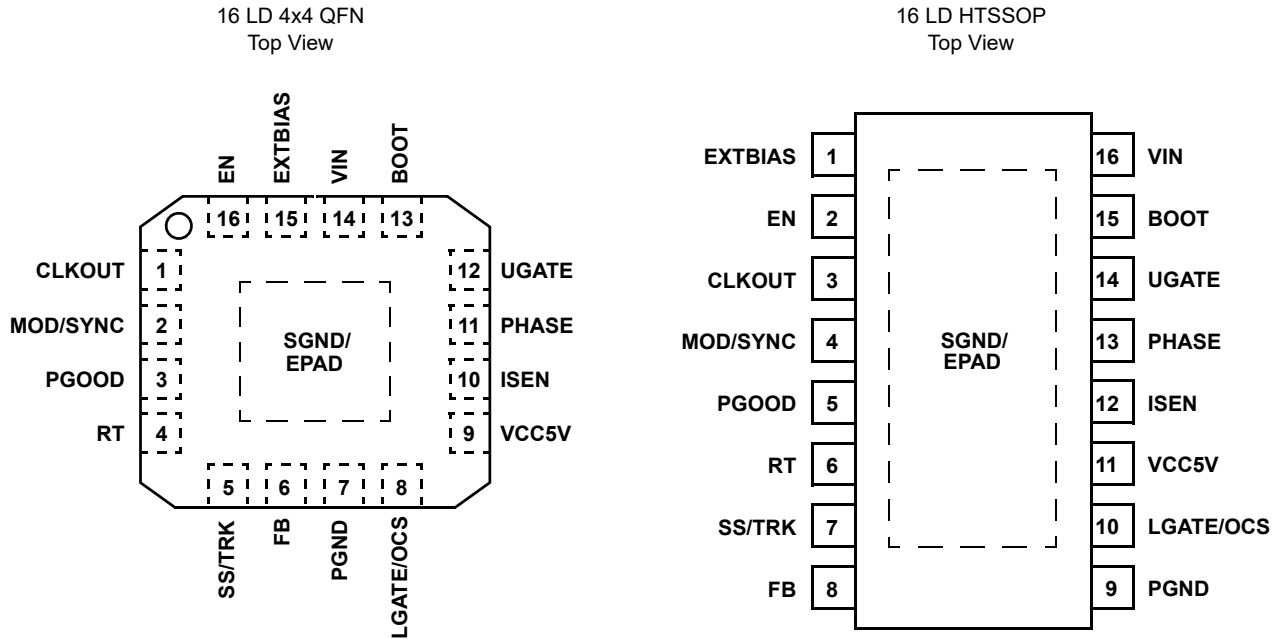 16 LD 4x4 QFN
Top View
EN
EXTBIAS
VIN
BOOT
16
15
14
13
CLKOUT
1
12
UGATE
MOD/SYNC
2
11
PHASE
PGOOD
3
10
ISEN
RT
4
9
VCC5V
SGND/
EPAD
5
6
7
8
SS/TRK
FB
PGND
LGATE/OCS
16 LD HTSSOP
Top View
EXTBIAS
1
16
VIN
EN
2
15
BOOT
CLKOUT
3
14
UGATE
MOD/SYNC
4
13
PHASE
SGND/
EPAD
PGOOD
5
12
ISEN
RT
6
11
VCC5V
SS/TRK
7
10
LGATE/OCS
FB
8
9
PGND